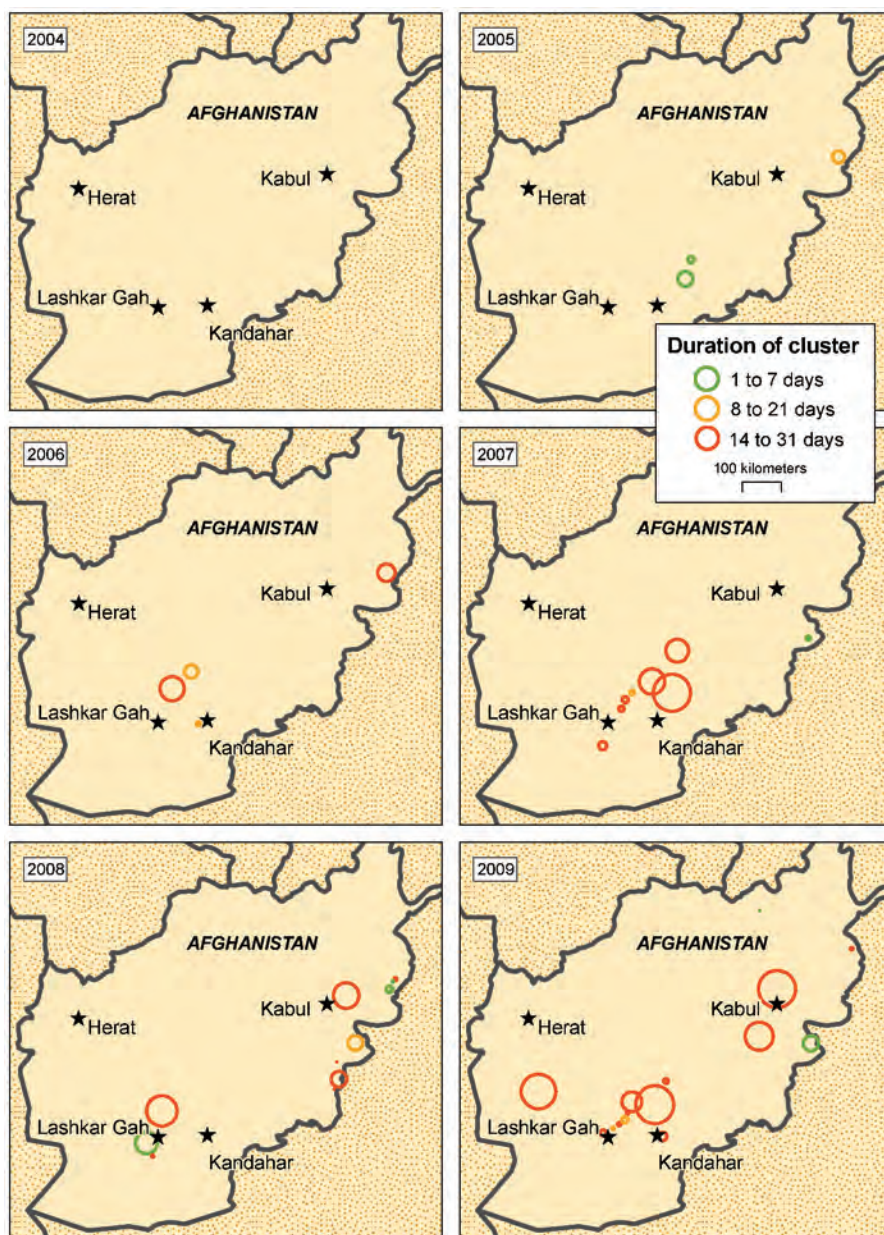 2004
AFGHANISTAN
Kabul
Herat
Lashkar Gah
Kandahar
2005
AFGHANISTAN
Kabul
Herat
Lashkar Gah
Duration of cluster
1 to 7 days
8 to 21 days
14 to 31 days
100 kilometers
2006
AFGHANISTAN
Kabul
Herat
Lashkar Gah
Kandahar
2007
AFGHANISTAN
Kabul
Herat
Lashkar Gah
Kandahar
2008
AFGHANISTAN
Kabul
Herat
Lashkar Gah
Kandahar
2009
AFGHANISTAN
Kabul
Herat
Lashkar Gah
Kandahar